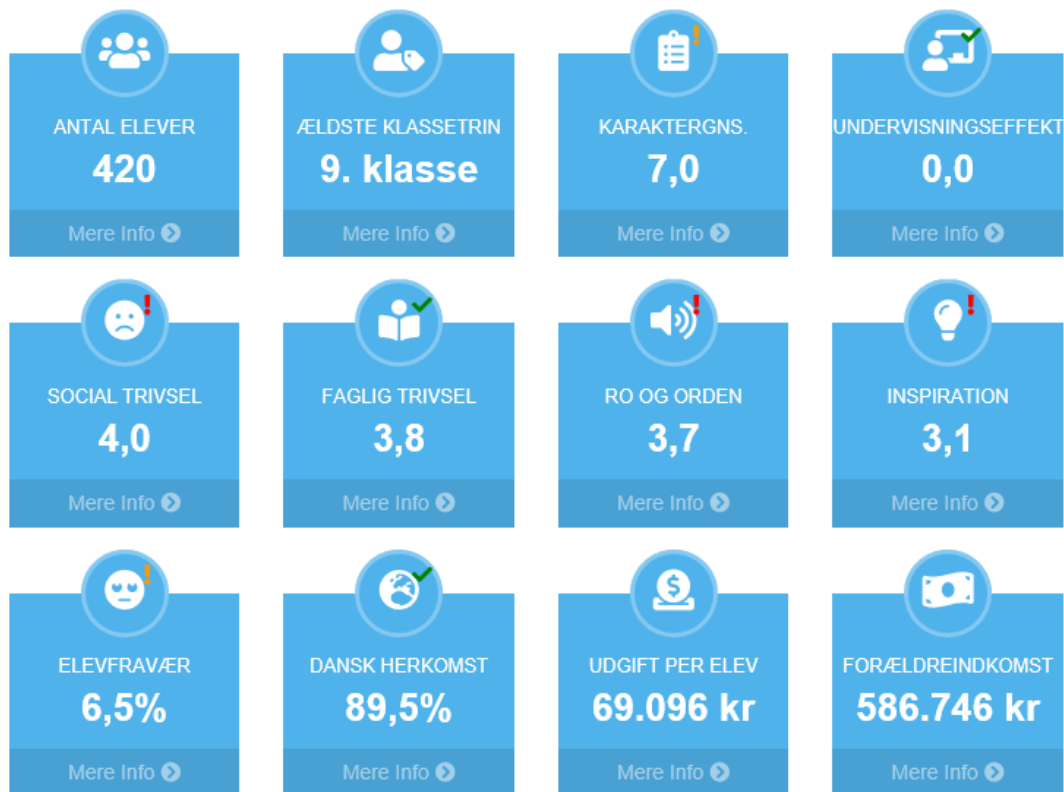 ANTAL ELEVER
420
Mere Info
ÆLDSTE KLASSETRIN
9. klasse
Mere Info
KARAKTERGNS.
7,0
Mere Info
UNDERVISNINGSEFFEKT
0,0
Mere Info
SOCIAL TRIVSEL
4,0
Mere Info
FAGLIG TRIVSEL
3,8
Mere Info
RO OG ORDEN
3,7
Mere Info
INSPIRATION
3,1
Mere Info
ELEVFRAVÆR
6,5%
Mere Info
DANSK HERKOMST
89,5%
Mere Info
UDGIFT PER ELEV
69.096 kr
Mere Info
FORÆLDREINDKOMST
586.746 kr
Mere Info